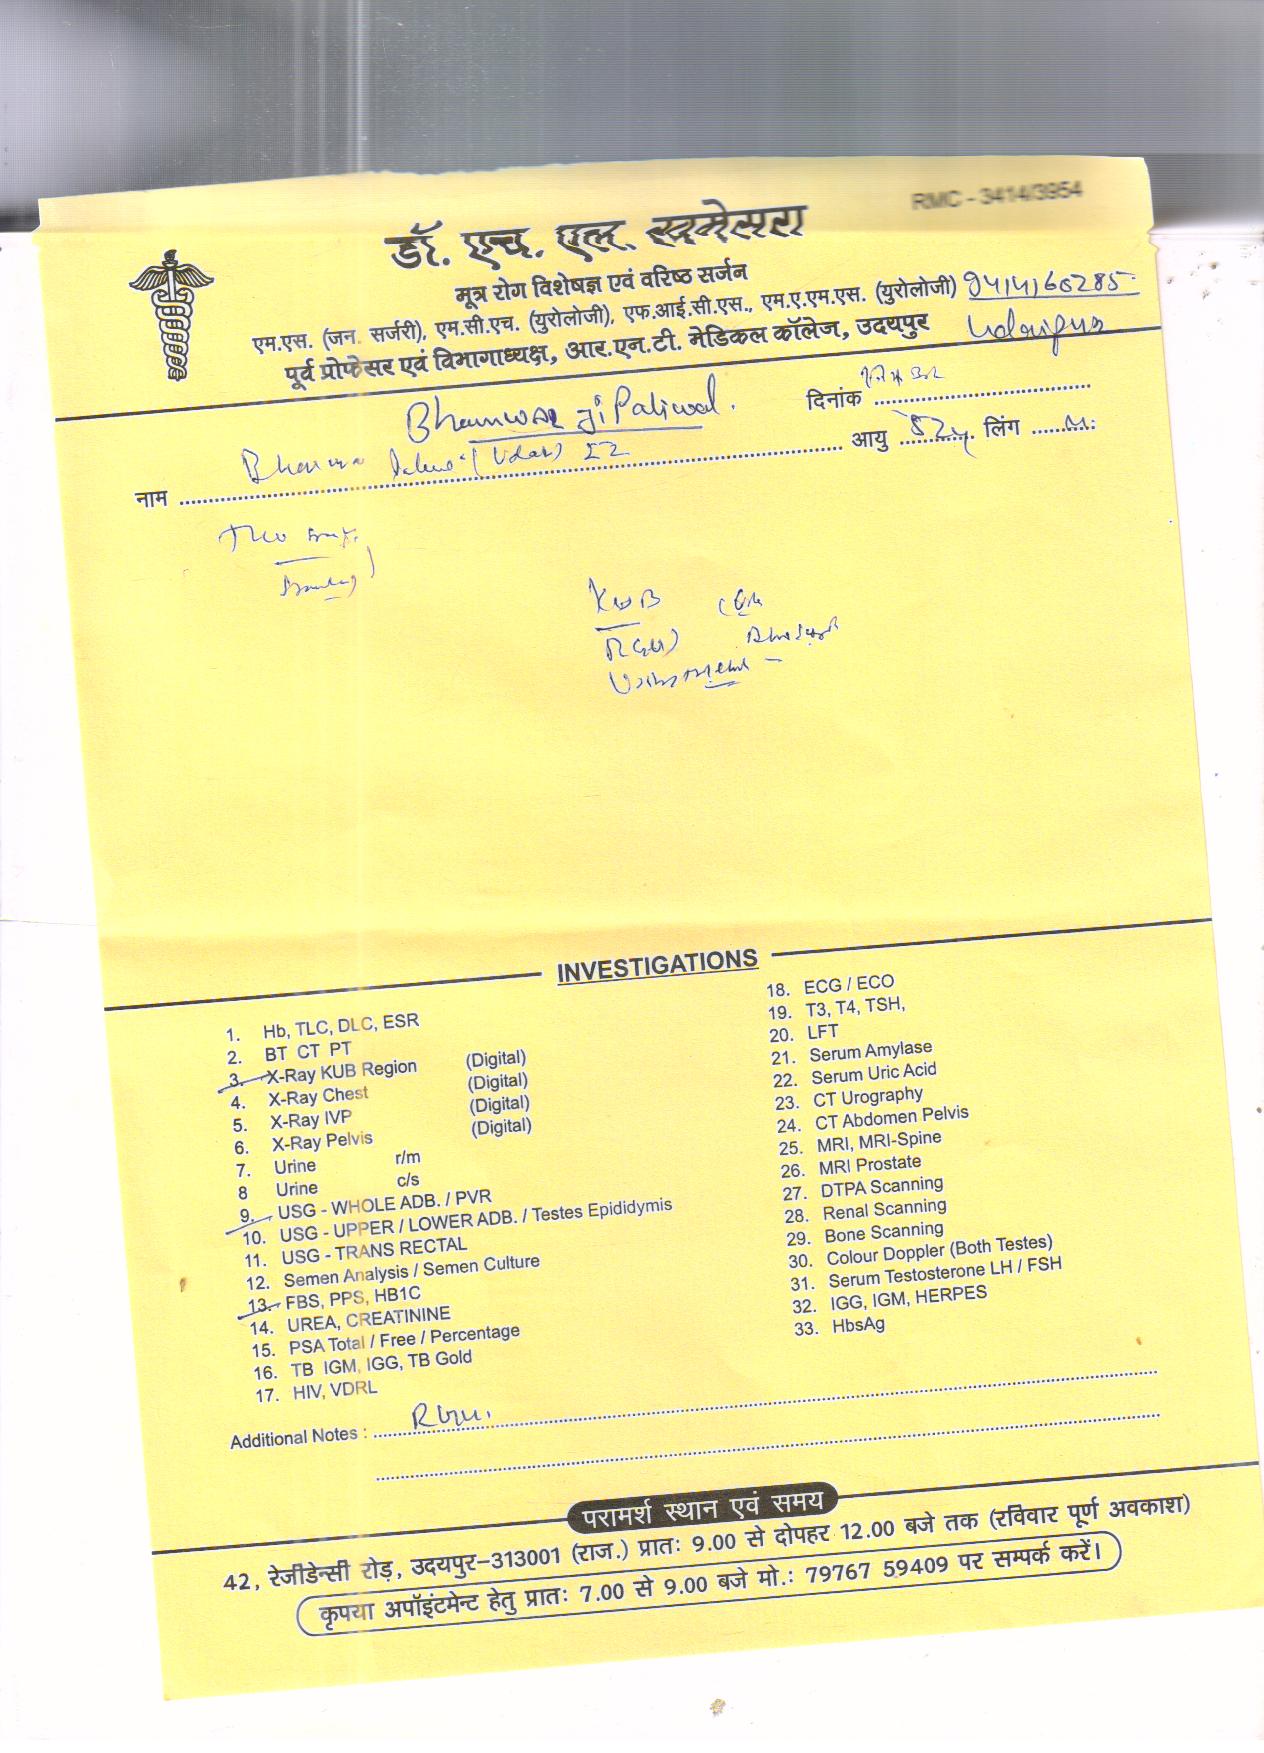 RMC - 3414/3954
डॉ. एच. एल. खमेसरा
मूत्र रोग विशेषज्ञ एवं वरिष्ठ सर्जन
एम.एस. (जन. सर्जरी), एम.सी.एच. (युरोलोजी), एफ.आई.सी.एस., एम.ए.एम.एस. (युरोलोजी) 9414160285
पूर्व प्रोफेसर एवं विभागाध्यक्ष, आर.एन.टी. मेडिकल कॉलेज, उदयपुर Udaipur
Bhanwar ji Paliwal.
दिनांक
नाम आयु 82y. लिंग M.
KUB
INVESTIGATIONS
1. Hb, TLC, DLC, ESR
2. BT CT PT
3. X-Ray KUB Region (Digital)
4. X-Ray Chest (Digital)
5. X-Ray IVP (Digital)
6. X-Ray Pelvis (Digital)
7. Urine r/m
8 Urine c/s
9. USG - WHOLE ADB. / PVR
10. USG - UPPER / LOWER ADB. / Testes Epididymis
11. USG - TRANS RECTAL
12. Semen Analysis / Semen Culture
13. FBS, PPS, HB1C
14. UREA, CREATININE
15. PSA Total / Free / Percentage
16. TB IGM, IGG, TB Gold
17. HIV, VDRL
18. ECG / ECO
19. T3, T4, TSH,
20. LFT
21. Serum Amylase
22. Serum Uric Acid
23. CT Urography
24. CT Abdomen Pelvis
25. MRI, MRI-Spine
26. MRI Prostate
27. DTPA Scanning
28. Renal Scanning
29. Bone Scanning
30. Colour Doppler (Both Testes)
31. Serum Testosterone LH / FSH
32. IGG, IGM, HERPES
33. HbsAg
Additional Notes :
परामर्श स्थान एवं समय
42, रेजीडेन्सी रोड़, उदयपुर-313001 (राज.) प्रातः 9.00 से दोपहर 12.00 बजे तक (रविवार पूर्ण अवकाश)
कृपया अपॉइंटमेन्ट हेतु प्रातः 7.00 से 9.00 बजे मो.: 79767 59409 पर सम्पर्क करें।